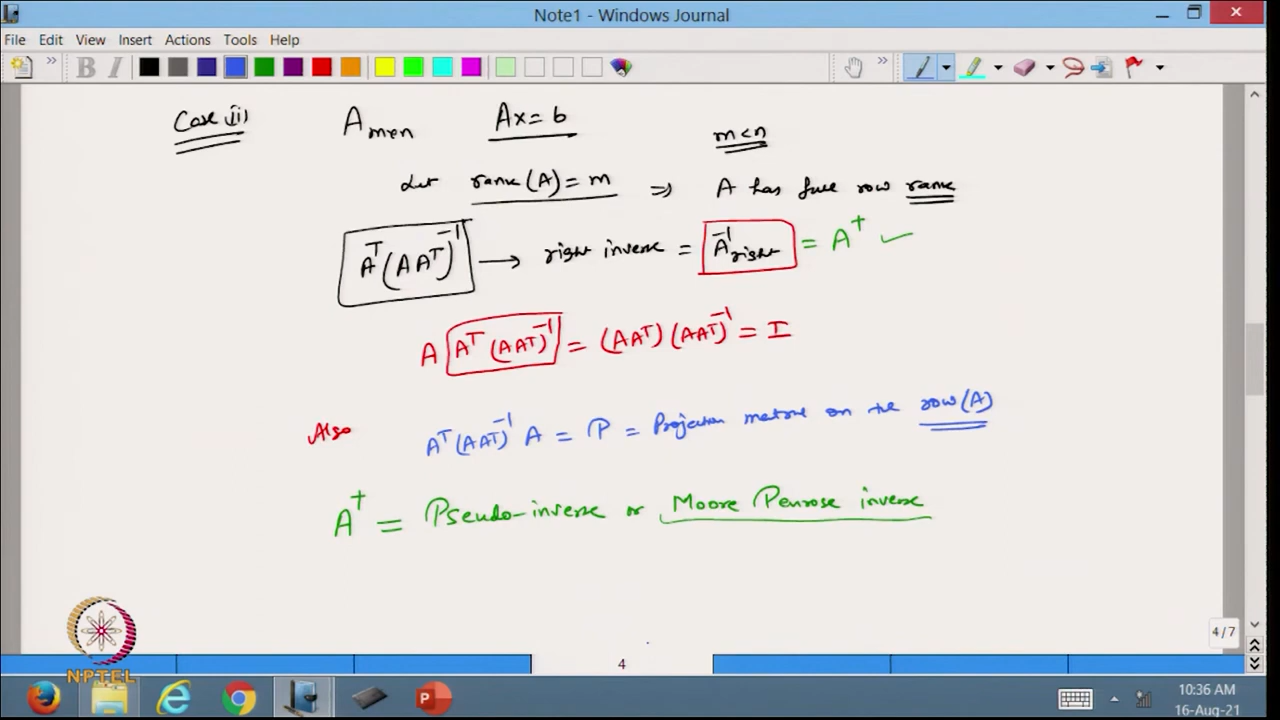 Note1 - Windows Journal
File Edit View Insert Actions Tools Help
B I
Case (ii) A m×n Ax = b m<n
Let rank(A) = m ⇒ A has full row rank
Aᵀ(AAᵀ)⁻¹ → right inverse = A⁻¹right = A† ✓
A Aᵀ(AAᵀ)⁻¹ = (AAᵀ)(AAᵀ)⁻¹ = I
Also Aᵀ(AAᵀ)⁻¹A = P = Projection matrix on the row(A)
A† = Pseudo-inverse or Moore Penrose inverse
4/7
4
NPTEL
10:36 AM
16-Aug-21